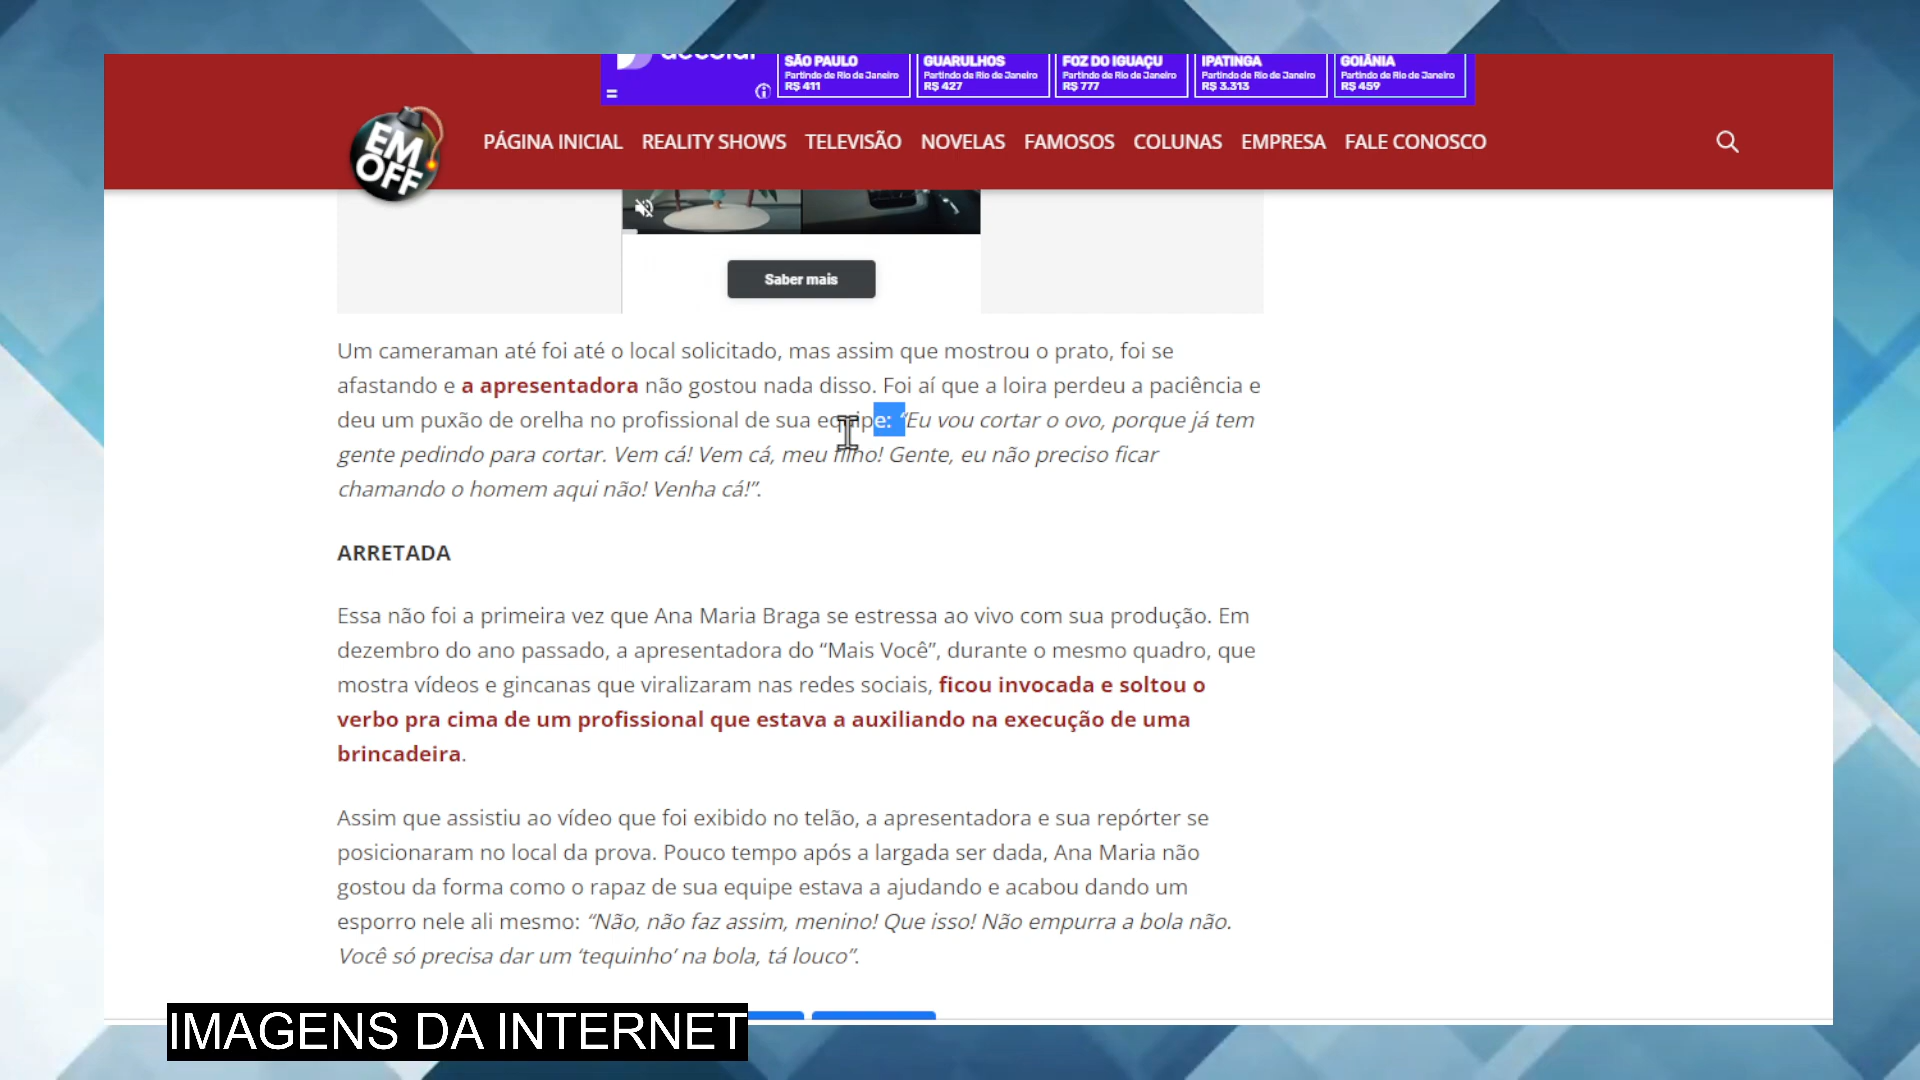 SÃO PAULO
Partindo de Rio de Janeiro
R$ 411
GUARULHOS
Partindo de Rio de Janeiro
R$ 427
FOZ DO IGUAÇU
Partindo de Rio de Janeiro
R$ 777
IPATINGA
Partindo de Rio de Janeiro
R$ 3.313
GOIÂNIA
Partindo de Rio de Janeiro
R$ 459
EM
OFF
PÁGINA INICIAL REALITY SHOWS TELEVISÃO NOVELAS FAMOSOS COLUNAS EMPRESA FALE CONOSCO
Saber mais
Um cameraman até foi até o local solicitado, mas assim que mostrou o prato, foi se
afastando e a apresentadora não gostou nada disso. Foi aí que a loira perdeu a paciência e
deu um puxão de orelha no profissional de sua equipe: “Eu vou cortar o ovo, porque já tem
gente pedindo para cortar. Vem cá! Vem cá, meu filho! Gente, eu não preciso ficar
chamando o homem aqui não! Venha cá!”.
ARRETADA
Essa não foi a primeira vez que Ana Maria Braga se estressa ao vivo com sua produção. Em
dezembro do ano passado, a apresentadora do “Mais Você”, durante o mesmo quadro, que
mostra vídeos e gincanas que viralizaram nas redes sociais, ficou invocada e soltou o
verbo pra cima de um profissional que estava a auxiliando na execução de uma
brincadeira.
Assim que assistiu ao vídeo que foi exibido no telão, a apresentadora e sua repórter se
posicionaram no local da prova. Pouco tempo após a largada ser dada, Ana Maria não
gostou da forma como o rapaz de sua equipe estava a ajudando e acabou dando um
esporro nele ali mesmo: “Não, não faz assim, menino! Que isso! Não empurra a bola não.
Você só precisa dar um ‘tequinho’ na bola, tá louco”.
IMAGENS DA INTERNET